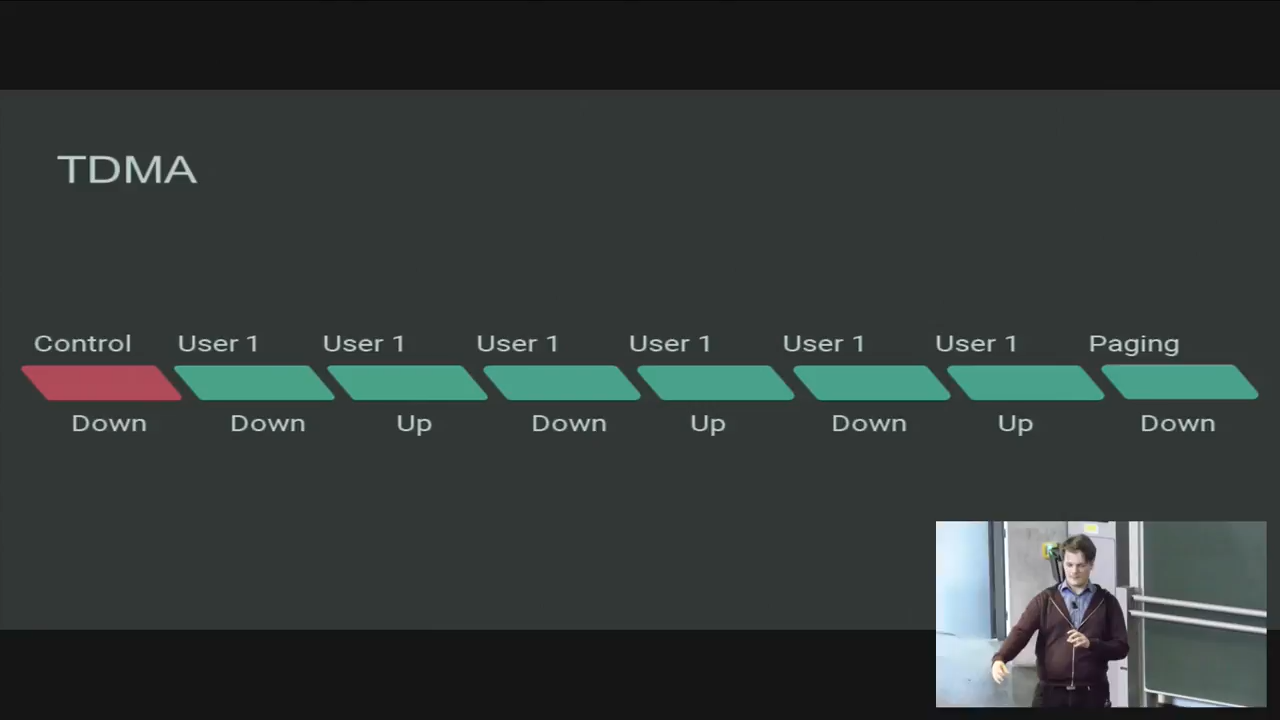 TDMA
Control User 1 User 1 User 1 User 1 User 1 User 1 Paging
Down Down Up Down Up Down Up Down